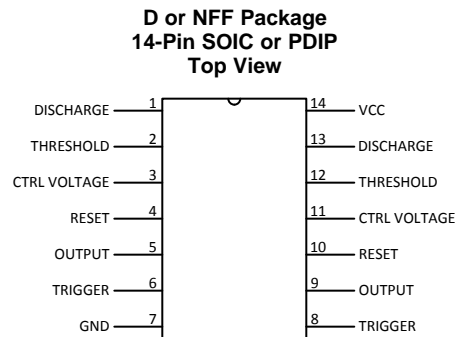 D or NFF Package
14-Pin SOIC or PDIP
Top View
DISCHARGE 1 14 VCC
THRESHOLD 2 13 DISCHARGE
CTRL VOLTAGE 3 12 THRESHOLD
RESET 4 11 CTRL VOLTAGE
OUTPUT 5 10 RESET
TRIGGER 6 9 OUTPUT
GND 7 8 TRIGGER